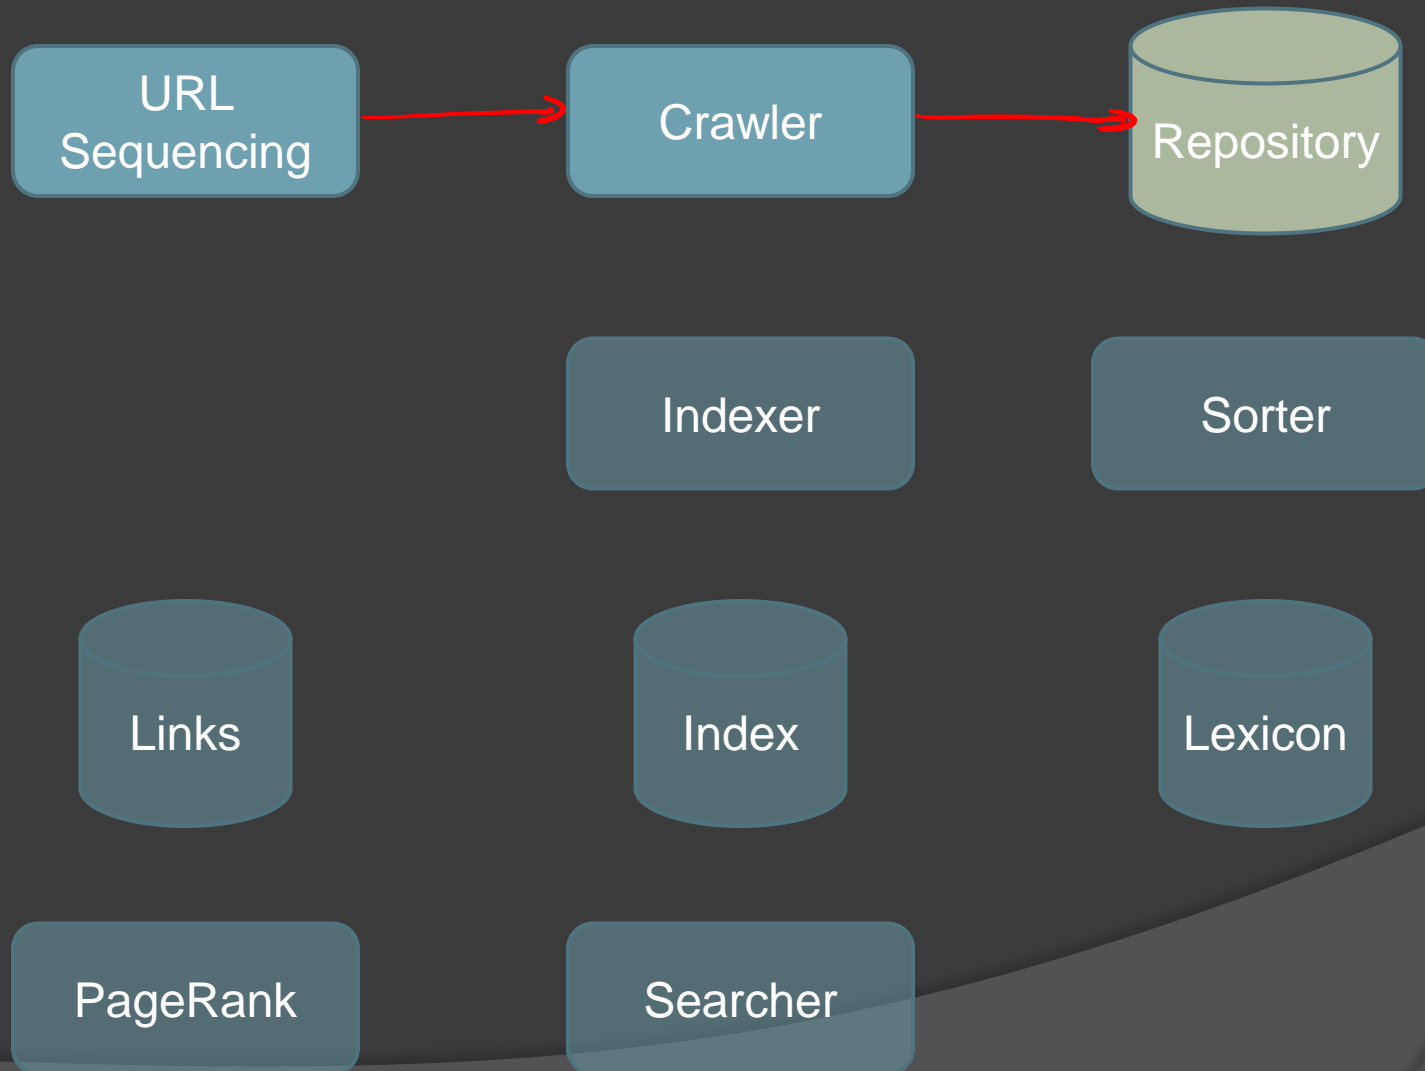 URL
Sequencing
Crawler
Repository
Indexer
Sorter
Links
Index
Lexicon
PageRank
Searcher